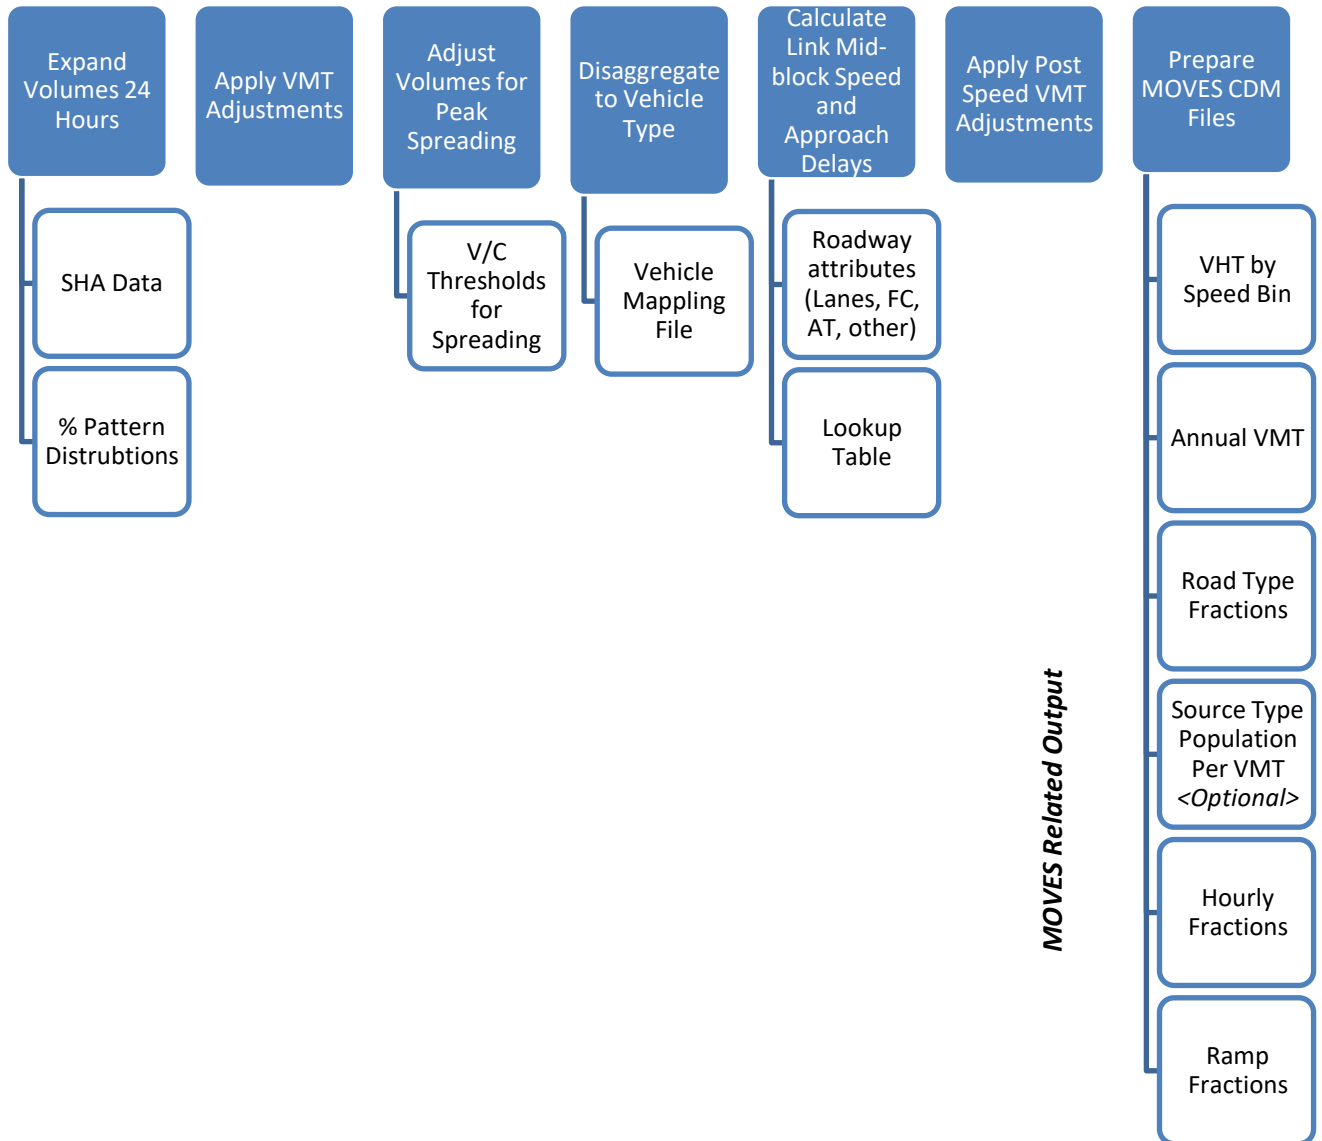 Expand
Volumes 24
Hours
SHA Data
% Pattern
Distrubtions
Apply VMT
Adjustments
Adjust
Volumes for
Peak
Spreading
V/C
Thresholds
for
Spreading
Disaggregate
to Vehicle
Type
Vehicle
Mappling
File
Calculate
Link Mid-
block Speed
and
Approach
Delays
Roadway
attributes
(Lanes, FC,
AT, other)
Lookup
Table
Apply Post
Speed VMT
Adjustments
Prepare
MOVES CDM
Files
MOVES Related Output
VHT by
Speed Bin
Annual VMT
Road Type
Fractions
Source Type
Population
Per VMT
<Optional>
Hourly
Fractions
Ramp
Fractions